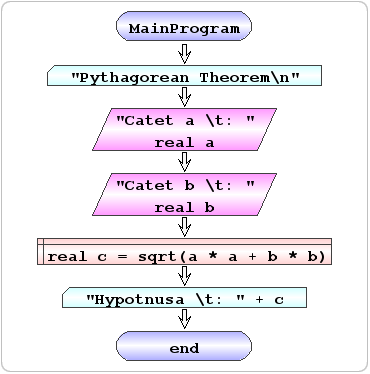 MainProgram
"Pythagorean Theorem\n"
"Catet a \t: "
real a
"Catet b \t: "
real b
real c = sqrt(a * a + b * b)
"Hypotnusa \t: " + c
end